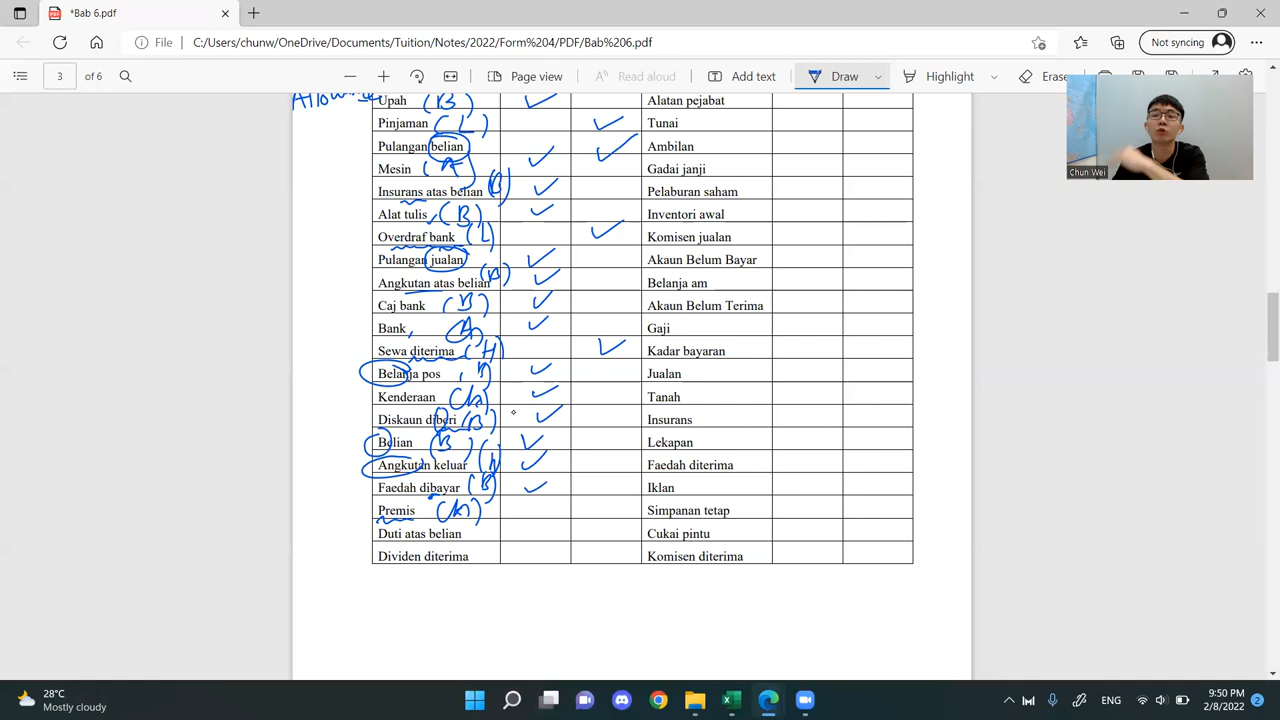 *Bab 6.pdf
File C:/Users/chunw/OneDrive/Documents/Tuition/Notes/2022/Form%204/PDF/Bab%206.pdf Not syncing
3 of 6 Page view Read aloud Add text Draw Highlight Erase
Upah (B) Alatan pejabat
Pinjaman (L) Tunai
Pulangan belian Ambilan
Mesin (A) Gadai janji
Insurans atas belian (B) Pelaburan saham
Alat tulis (B) Inventori awal
Overdraf bank (L) Komisen jualan
Pulangan jualan Akaun Belum Bayar
Angkutan atas belian (B) Belanja am
Caj bank (B) Akaun Belum Terima
Bank (A) Gaji
Sewa diterima (H) Kadar bayaran
Belanja pos Jualan
Kenderaan (A) Tanah
Diskaun diberi (B) Insurans
Belian (B) Lekapan
Angkutan keluar Faedah diterima
Faedah dibayar (B) Iklan
Premis (A) Simpanan tetap
Duti atas belian Cukai pintu
Dividen diterima Komisen diterima
Chun Wei
28°C
Mostly cloudy
ENG
9:50 PM
2/8/2022
2